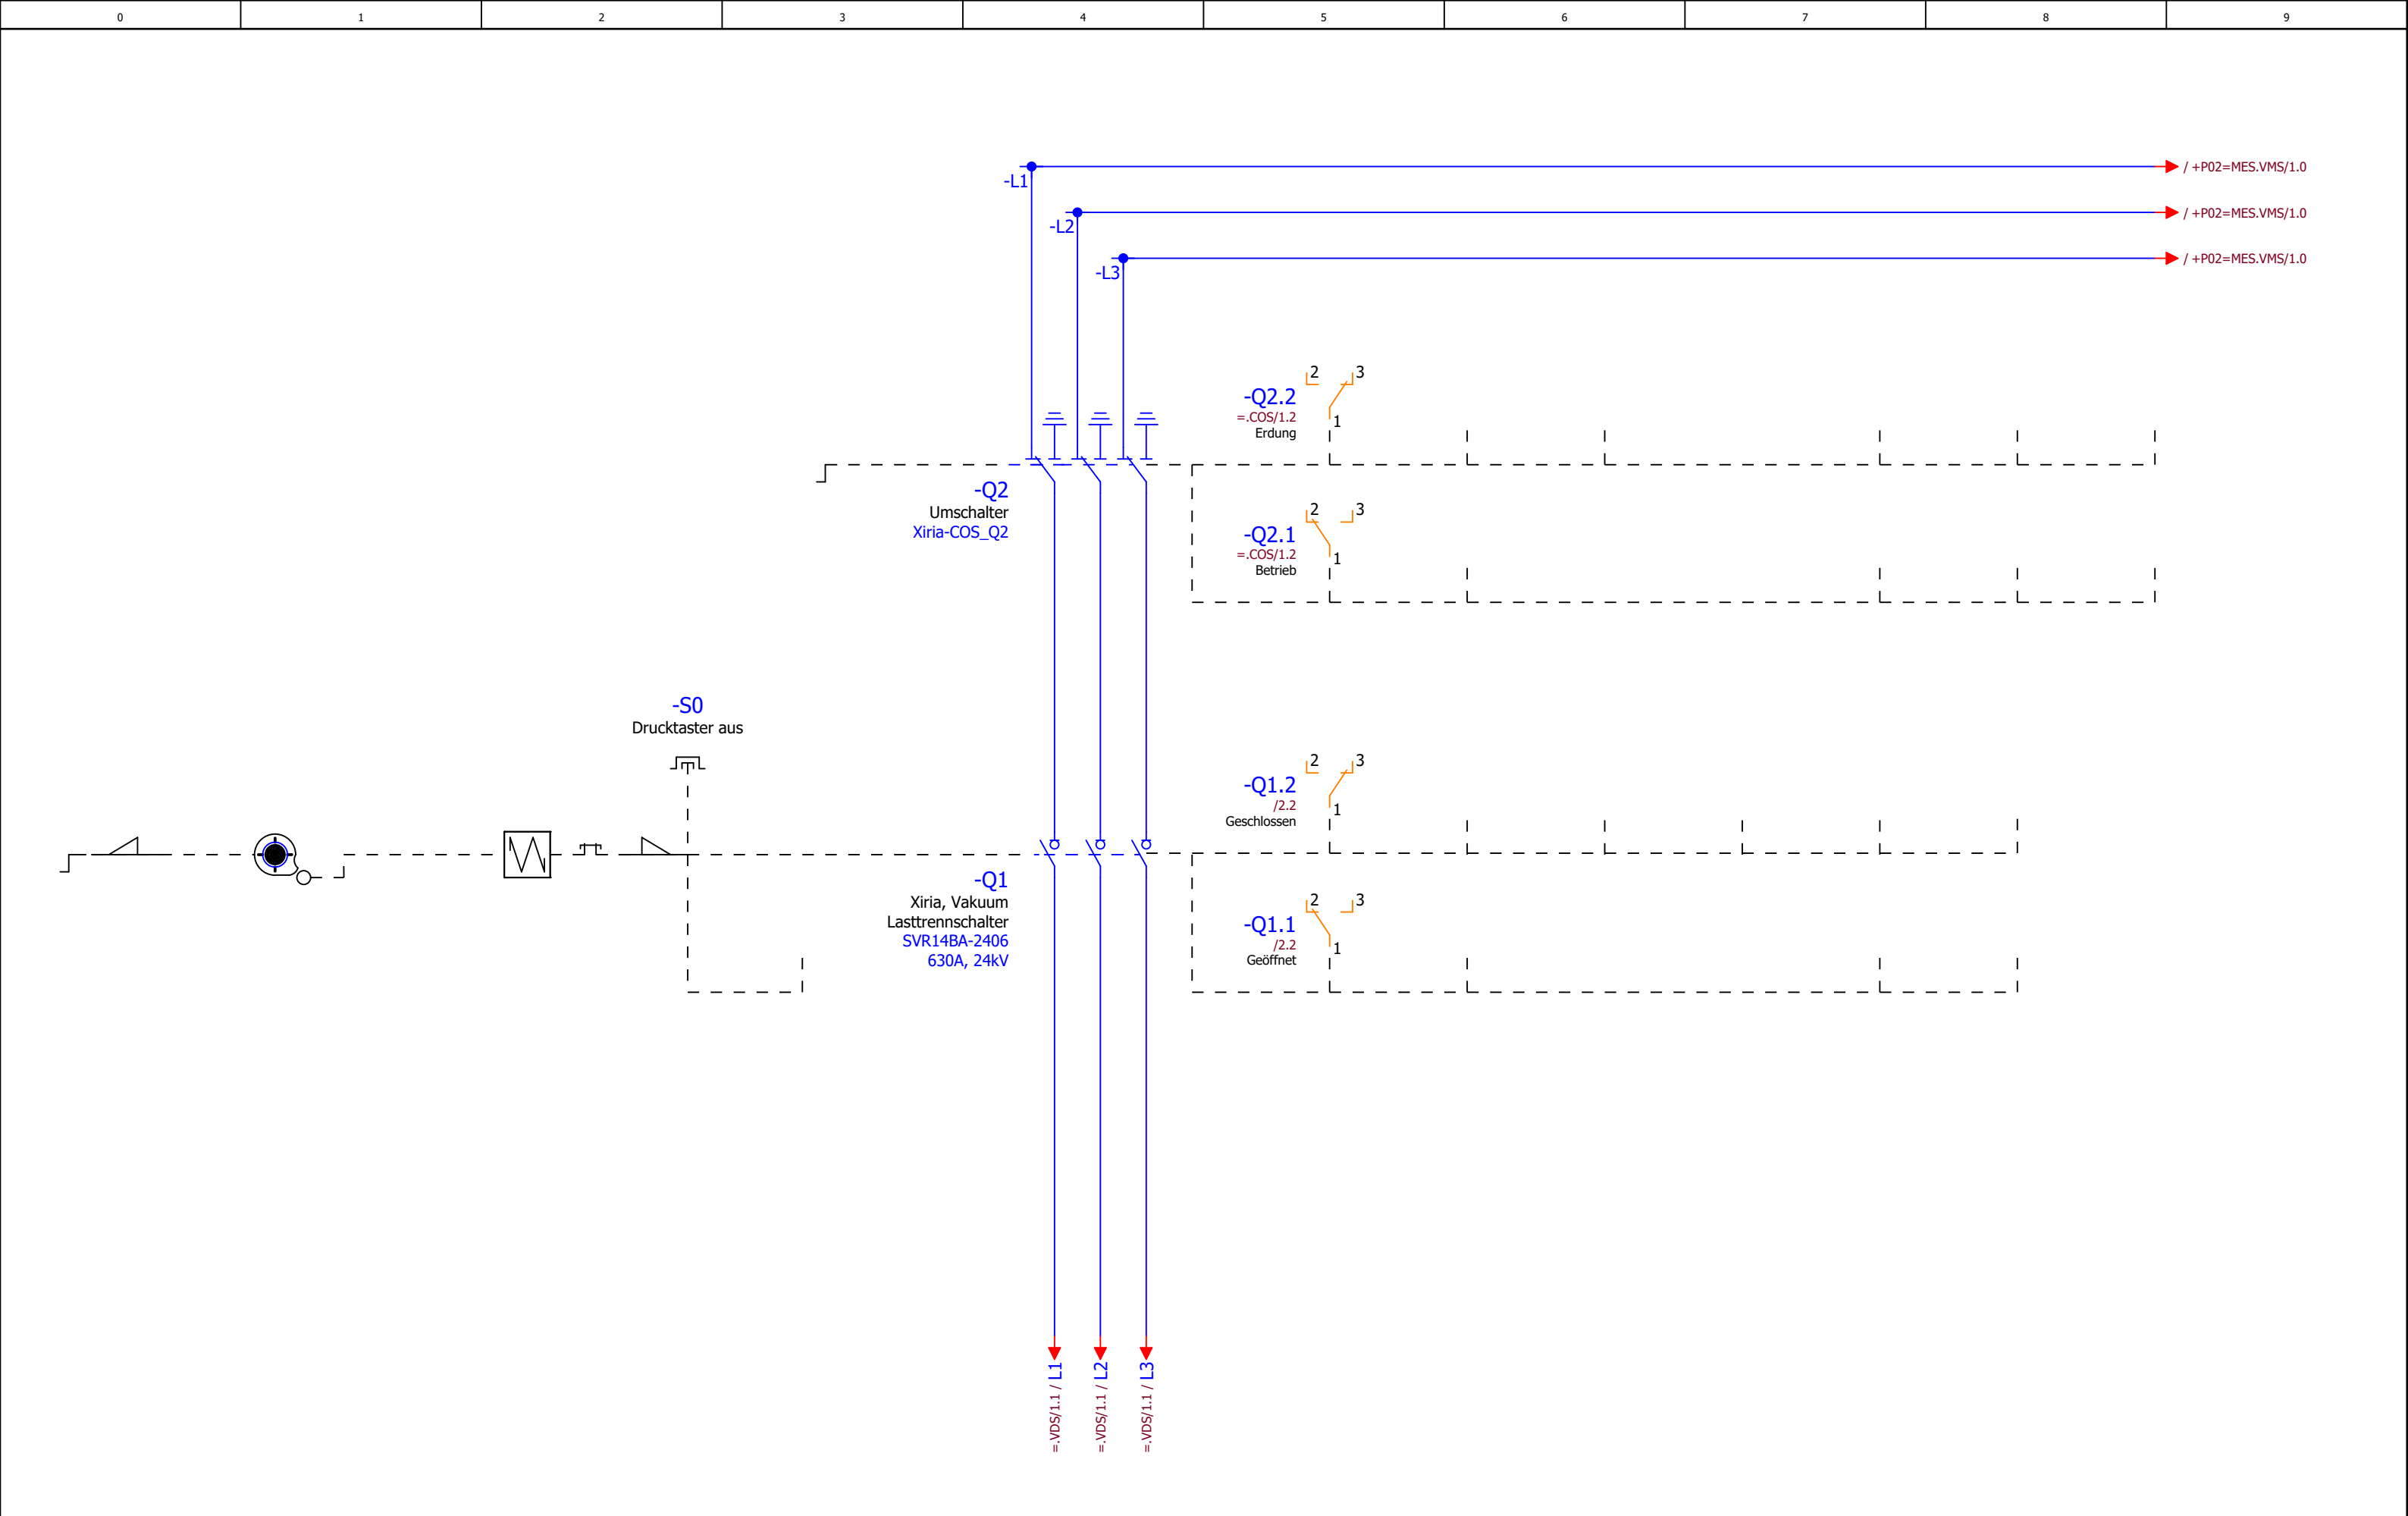 0 1 2 3 4 5 6 7 8 9
/ +P02=MES.VMS/1.0
-L1
/ +P02=MES.VMS/1.0
-L2
/ +P02=MES.VMS/1.0
-L3
2 3
-Q2.2
=.COS/1.2
1
Erdung
-Q2
Umschalter
Xiria-COS_Q2
2 3
-Q2.1
=.COS/1.2
1
Betrieb
-S0
Drucktaster aus
2 3
-Q1.2
/2.2
1
Geschlossen
-Q1
Xiria, Vakuum
Lasttrennschalter
SVR14BA-2406
630A, 24kV
2 3
-Q1.1
/2.2
1
Geöffnet
=.VDS/1.1 / L1
=.VDS/1.1 / L2
=.VDS/1.1 / L3